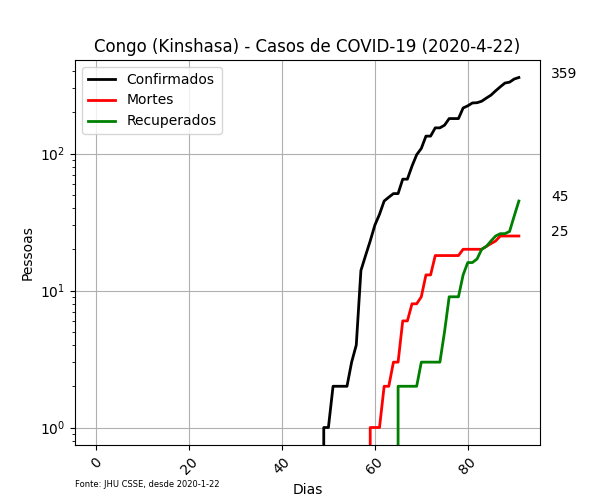 Congo (Kinshasa) - Casos de COVID-19 (2020-4-22)
Confirmados
Mortes
Recuperados
359
45
25
10²
10¹
10⁰
Pessoas
0 20 40 60 80
Dias
Fonte: JHU CSSE, desde 2020-1-22